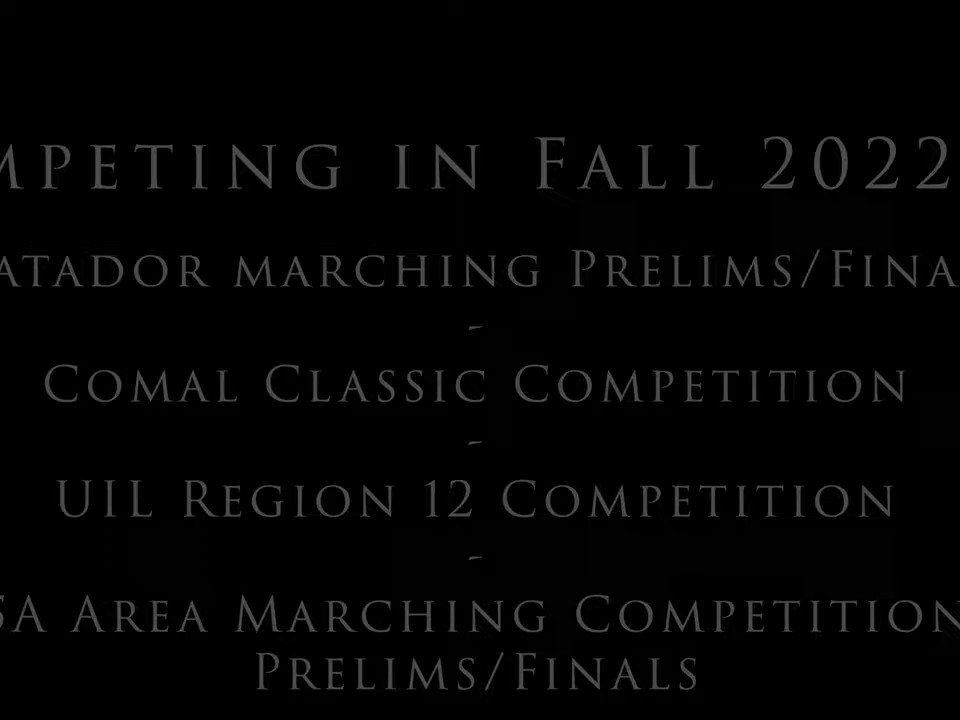 MPETING IN FALL 2022
ATADOR MARCHING PRELIMS/FINA
-
COMAL CLASSIC COMPETITION
-
UIL REGION 12 COMPETITION
-
5A AREA MARCHING COMPETITION
PRELIMS/FINALS